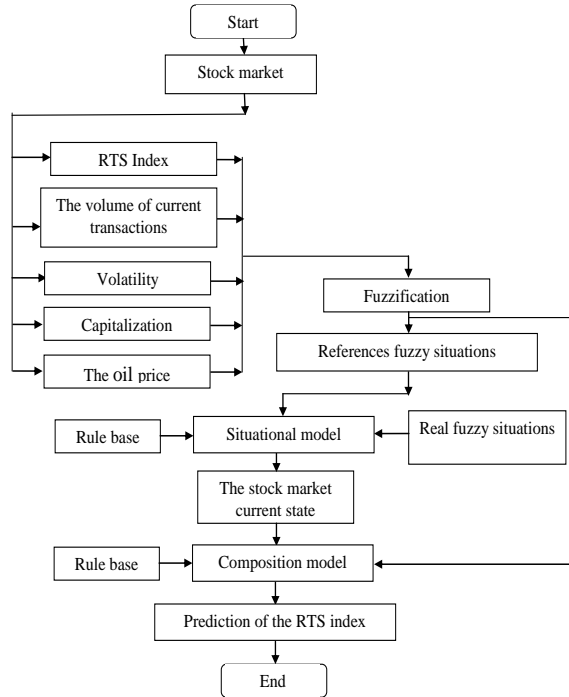 Start
Stock market
RTS Index
The volume of current
transactions
Volatility
Capitalization
The oil price
Fuzzification
References fuzzy situations
Rule base
Situational model
Real fuzzy situations
The stock market
current state
Rule base
Composition model
Prediction of the RTS index
End